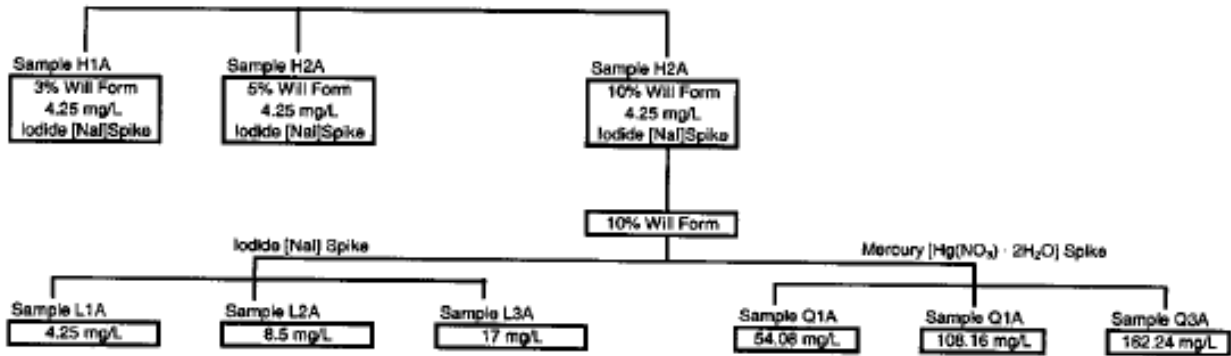 Sample H1A
3% Will Form
4.25 mg/L
Iodide [NaI]Spike
Sample H2A
5% Will Form
4.25 mg/L
Iodide [NaI]Spike
Sample H2A
10% Will Form
4.25 mg/L
Iodide [NaI]Spike
10% Will Form
Iodide [NaI] Spike
Mercury [Hg(NO₃) · 2H₂O] Spike
Sample L1A
4.25 mg/L
Sample L2A
8.5 mg/L
Sample L3A
17 mg/L
Sample Q1A
54.08 mg/L
Sample Q1A
108.16 mg/L
Sample Q3A
162.24 mg/L